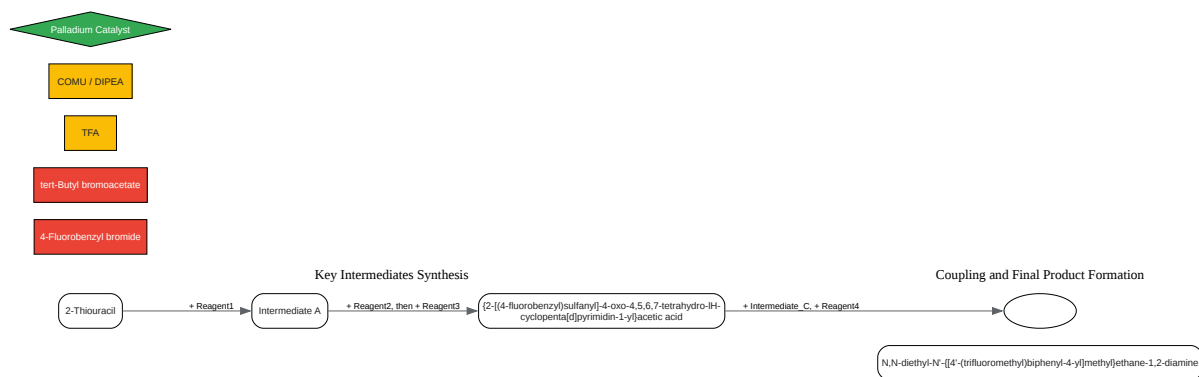 Palladium Catalyst
COMU / DIPEA
TFA
tert-Butyl bromoacetate
4-Fluorobenzyl bromide
Key Intermediates Synthesis
Coupling and Final Product Formation
2-Thiouracil
+ Reagent1
Intermediate A
+ Reagent2, then + Reagent3
{2-[(4-fluorobenzyl)sulfanyl]-4-oxo-4,5,6,7-tetrahydro-lH-
cyclopenta[d]pyrimidin-1-yl}acetic acid
+ Intermediate_C, + Reagent4
N,N-diethyl-N'-{[4'-(trifluoromethyl)biphenyl-4-yl]methyl}ethane-1,2-diamine